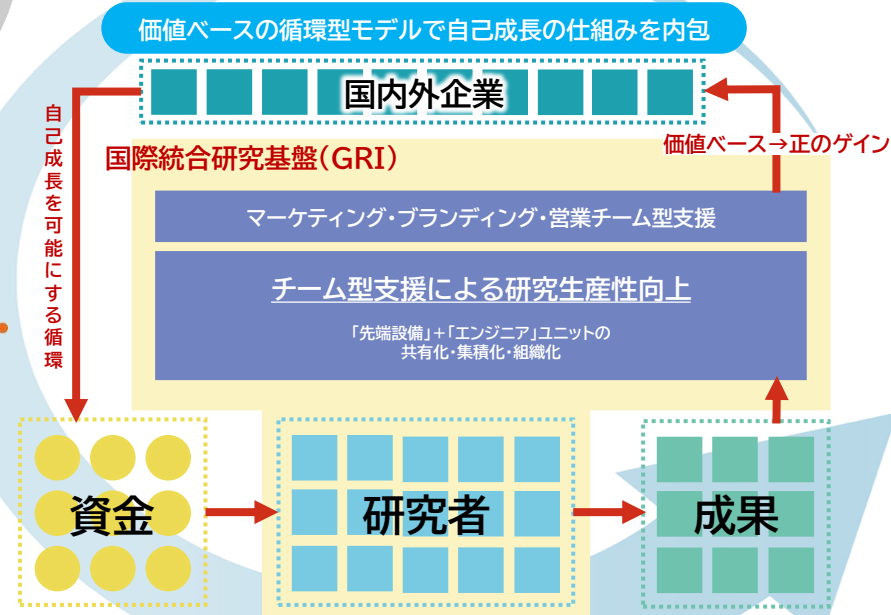 価値ベースの循環型モデルで自己成長の仕組みを内包
国内外企業
自己成長を可能にする循環
国際統合研究基盤(GRI)
価値ベース→正のゲイン
マーケティング・ブランディング・営業チーム型支援
チーム型支援による研究生産性向上
「先端設備」+「エンジニア」ユニットの
共有化・集積化・組織化
資金
研究者
成果